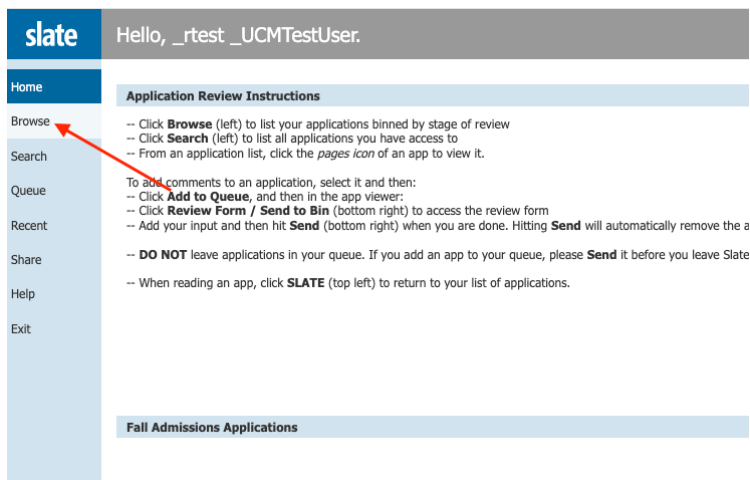 slate
Hello, _rtest _UCMTestUser.
Home
Browse
Search
Queue
Recent
Share
Help
Exit
Application Review Instructions
-- Click Browse (left) to list your applications binned by stage of review
-- Click Search (left) to list all applications you have access to
-- From an application list, click the pages icon of an app to view it.
To add comments to an application, select it and then:
-- Click Add to Queue, and then in the app viewer:
-- Click Review Form / Send to Bin (bottom right) to access the review form
-- Add your input and then hit Send (bottom right) when you are done. Hitting Send will automatically remove the a
-- DO NOT leave applications in your queue. If you add an app to your queue, please Send it before you leave Slate
-- When reading an app, click SLATE (top left) to return to your list of applications.
Fall Admissions Applications